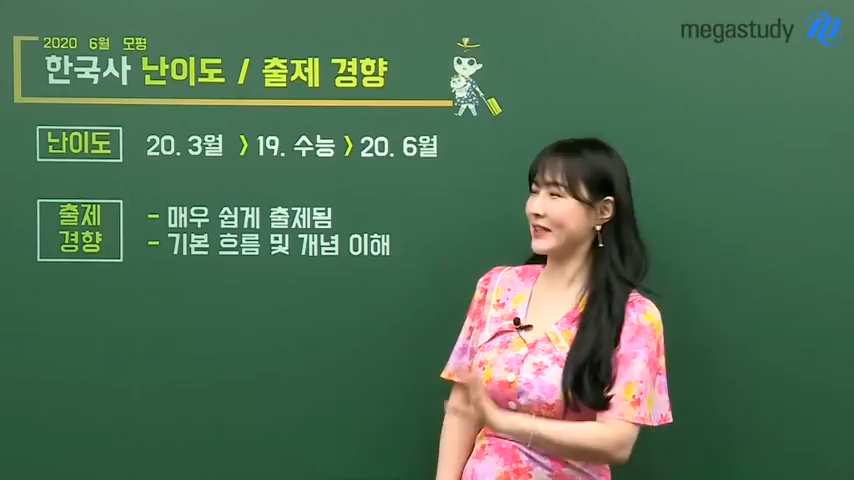 megastudy
2020 6월 모평
한국사 난이도 / 출제 경향
난이도
20. 3월 > 19. 수능 > 20. 6월
출제
경향
- 매우 쉽게 출제됨
- 기본 흐름 및 개념 이해